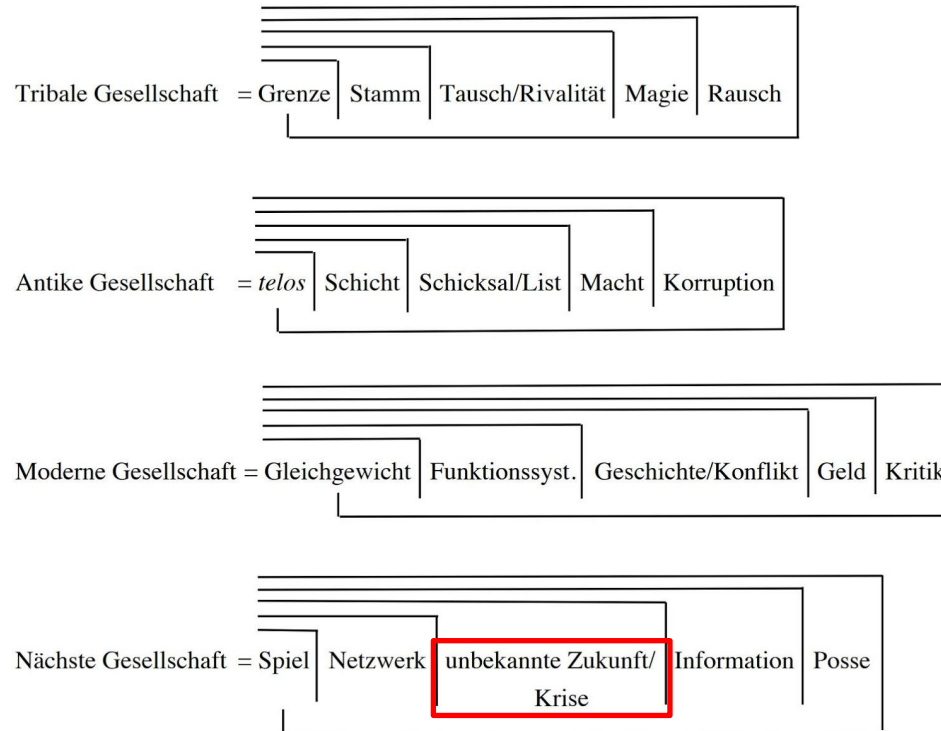 Tribale Gesellschaft = Grenze Stamm Tausch/Rivalität Magie Rausch
Antike Gesellschaft = telos Schicht Schicksal/List Macht Korruption
Moderne Gesellschaft = Gleichgewicht Funktionssyst. Geschichte/Konflikt Geld Kritik
Nächste Gesellschaft = Spiel Netzwerk unbekannte Zukunft/ Information Posse
Krise